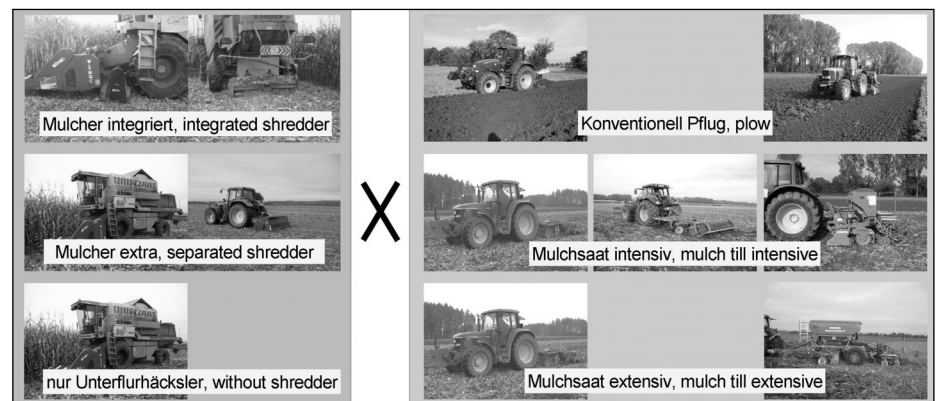 Mulcher integriert, integrated shredder
Mulcher extra, separated shredder
nur Unterflurhäcksler, without shredder
X
Konventionell Pflug, plow
Mulchsaat intensiv, mulch till intensive
Mulchsaat extensiv, mulch till extensive